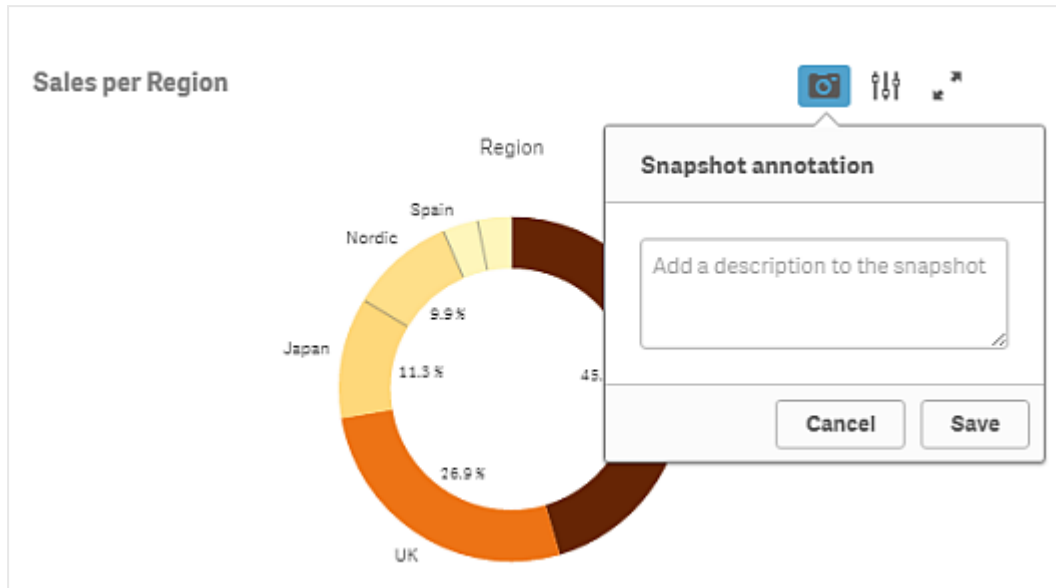 Sales per Region
Region
Snapshot annotation
Add a description to the snapshot
Spain
Nordic
9.9 %
Japan
11.3 %
45.
26.9 %
UK
Cancel
Save